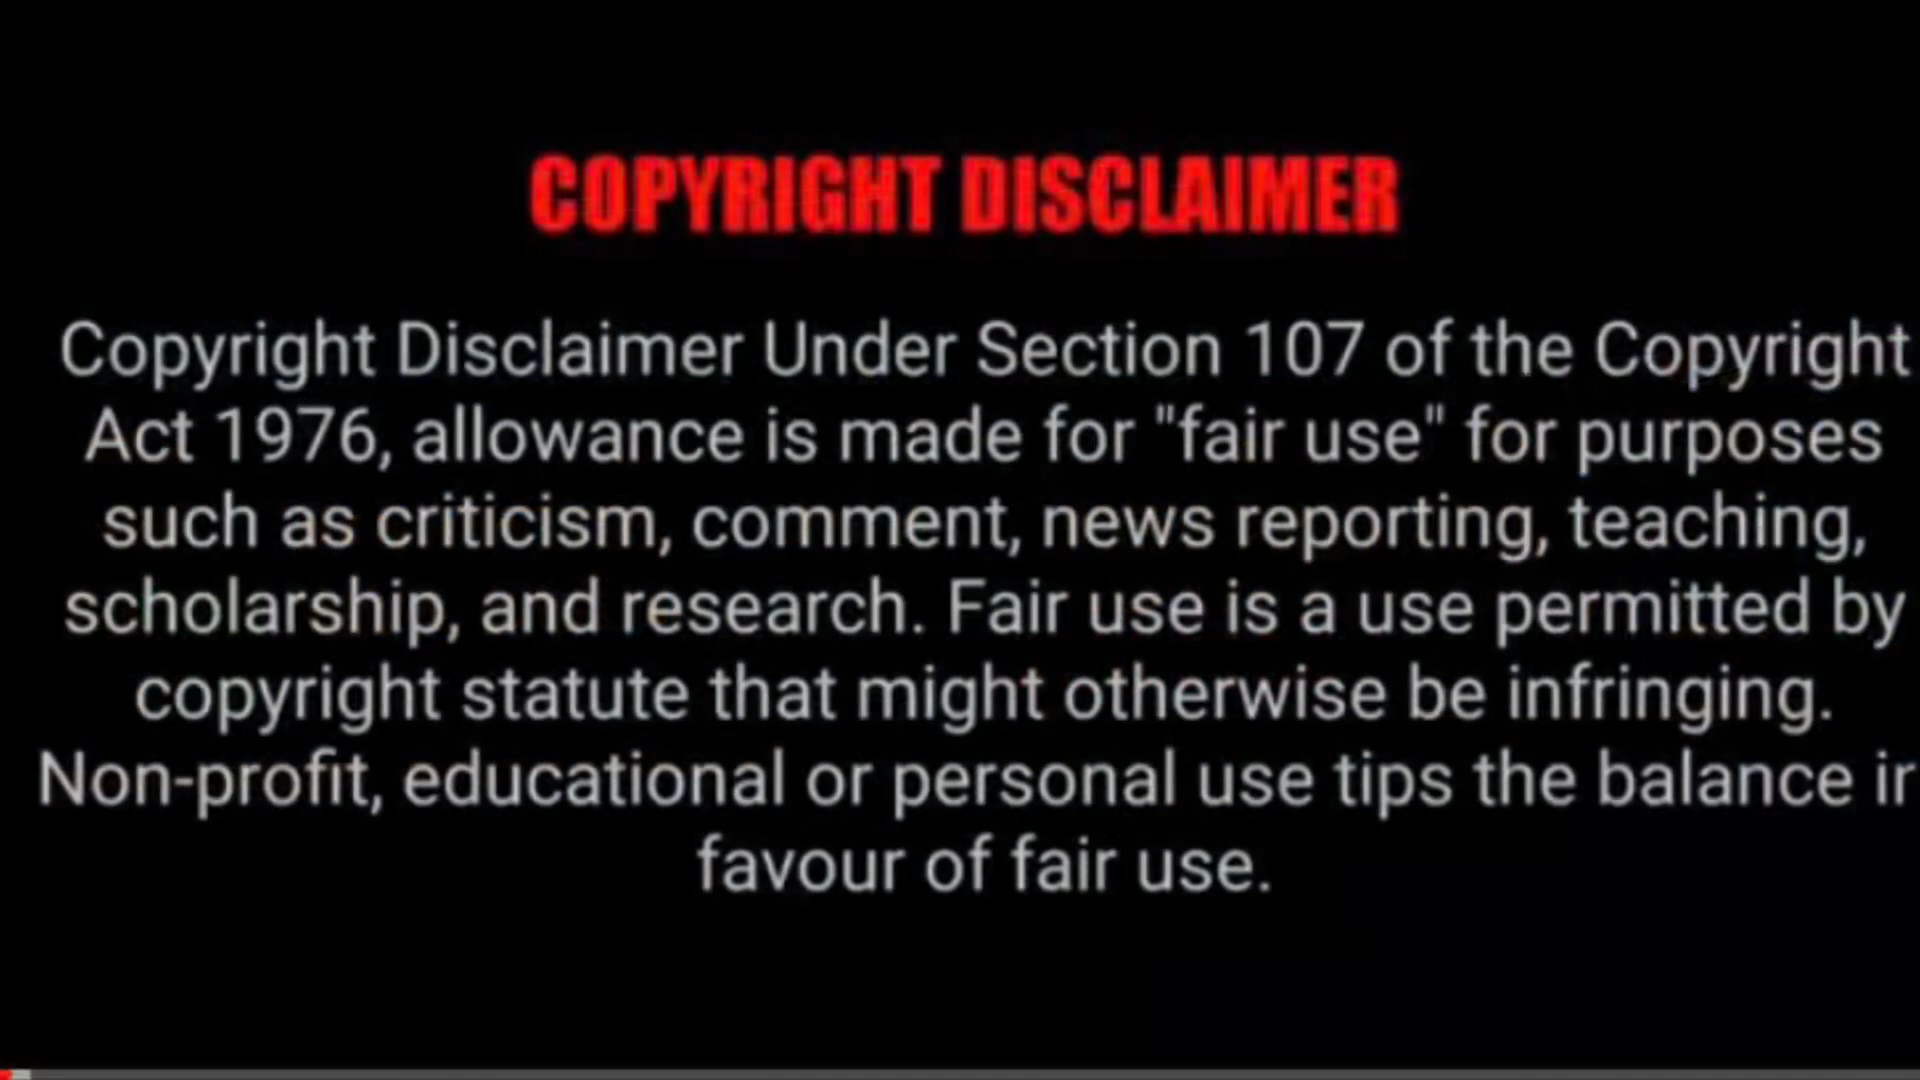 COPYRIGHT DISCLAIMER
Copyright Disclaimer Under Section 107 of the Copyright
Act 1976, allowance is made for "fair use" for purposes
such as criticism, comment, news reporting, teaching,
scholarship, and research. Fair use is a use permitted by
copyright statute that might otherwise be infringing.
Non-profit, educational or personal use tips the balance in
favour of fair use.